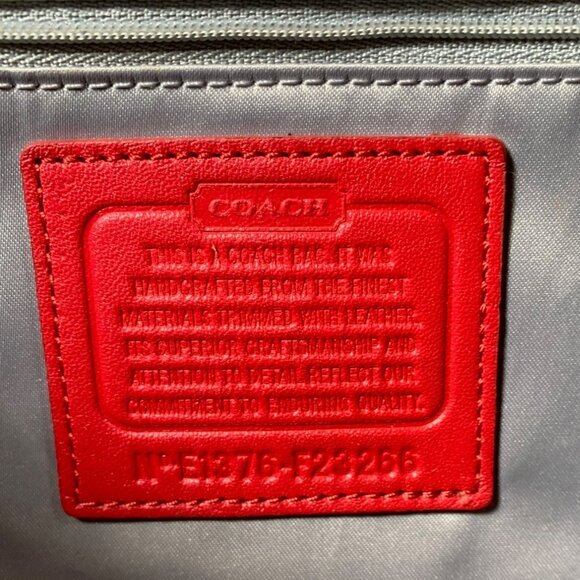 COACH
THIS IS A COACH BAG. IT WAS
HANDCRAFTED FROM THE FINEST
MATERIALS TRIMMED WITH LEATHER.
ITS SUPERIOR CRAFTSMANSHIP AND
ATTENTION TO DETAIL REFLECT OUR
COMMITMENT TO ENDURING QUALITY.
Nº E1376-F23266